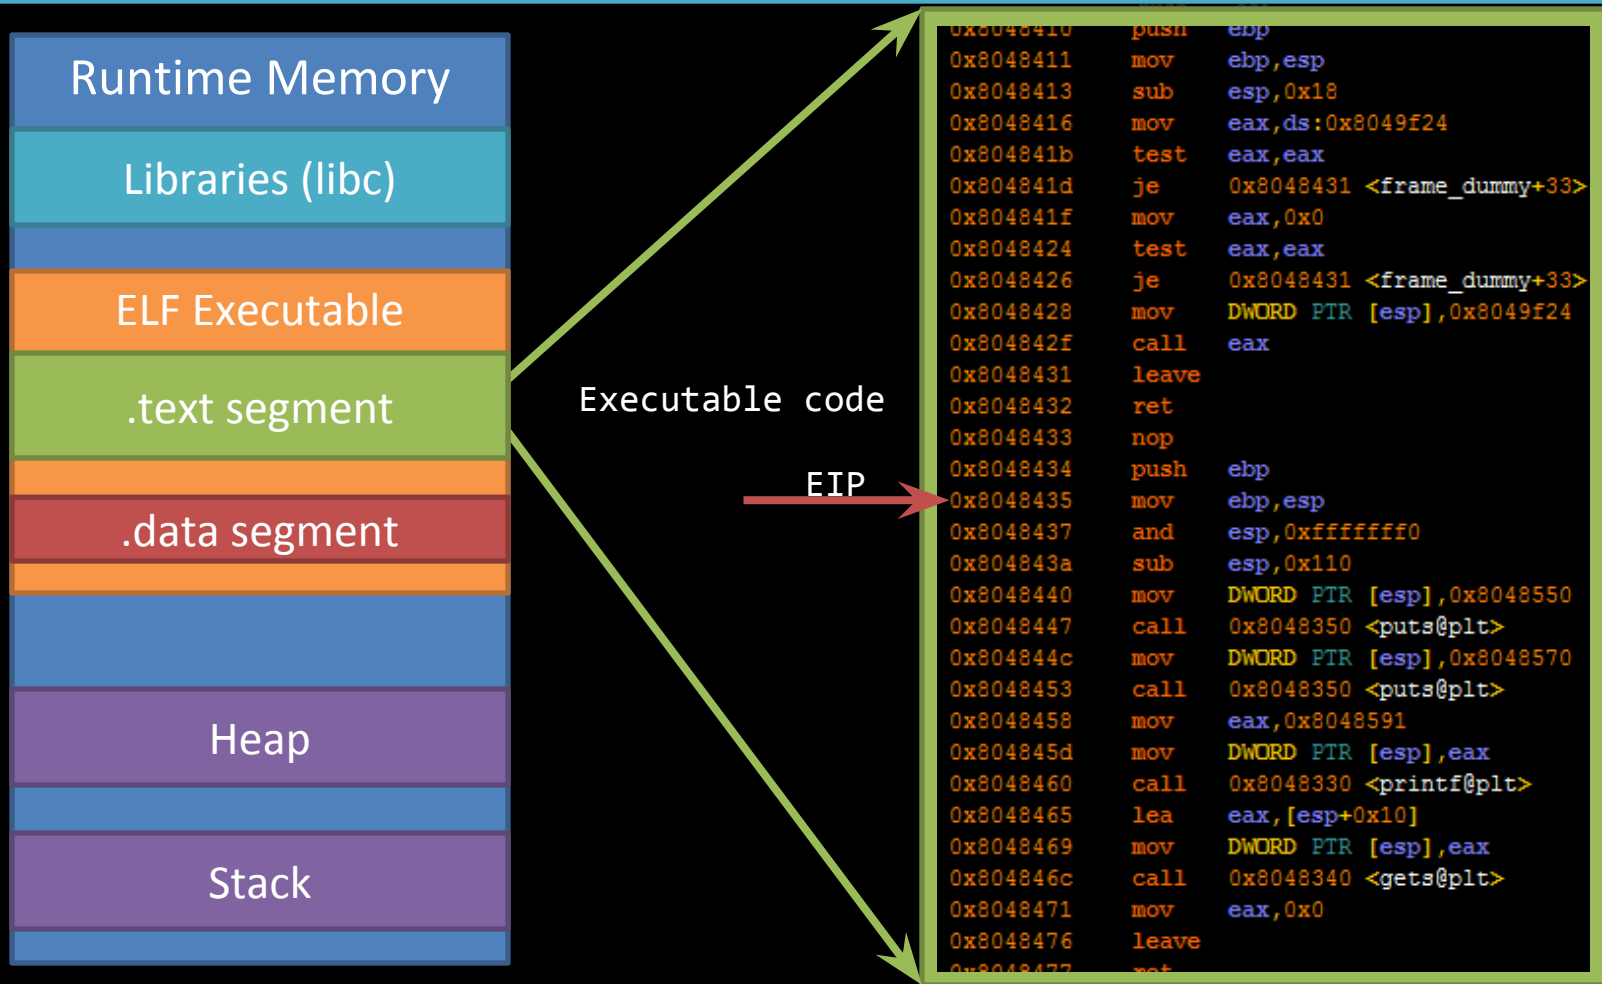 Runtime Memory
Libraries (libc)
ELF Executable
.text segment
.data segment
Heap
Stack
Executable code
EIP
0x8048410 push ebp
0x8048411 mov ebp,esp
0x8048413 sub esp,0x18
0x8048416 mov eax,ds:0x8049f24
0x804841b test eax,eax
0x804841d je 0x8048431 <frame_dummy+33>
0x804841f mov eax,0x0
0x8048424 test eax,eax
0x8048426 je 0x8048431 <frame_dummy+33>
0x8048428 mov DWORD PTR [esp],0x8049f24
0x804842f call eax
0x8048431 leave
0x8048432 ret
0x8048433 nop
0x8048434 push ebp
0x8048435 mov ebp,esp
0x8048437 and esp,0xfffffff0
0x804843a sub esp,0x110
0x8048440 mov DWORD PTR [esp],0x8048550
0x8048447 call 0x8048350 <puts@plt>
0x804844c mov DWORD PTR [esp],0x8048570
0x8048453 call 0x8048350 <puts@plt>
0x8048458 mov eax,0x8048591
0x804845d mov DWORD PTR [esp],eax
0x8048460 call 0x8048330 <printf@plt>
0x8048465 lea eax,[esp+0x10]
0x8048469 mov DWORD PTR [esp],eax
0x804846c call 0x8048340 <gets@plt>
0x8048471 mov eax,0x0
0x8048476 leave
0x8048477 ret